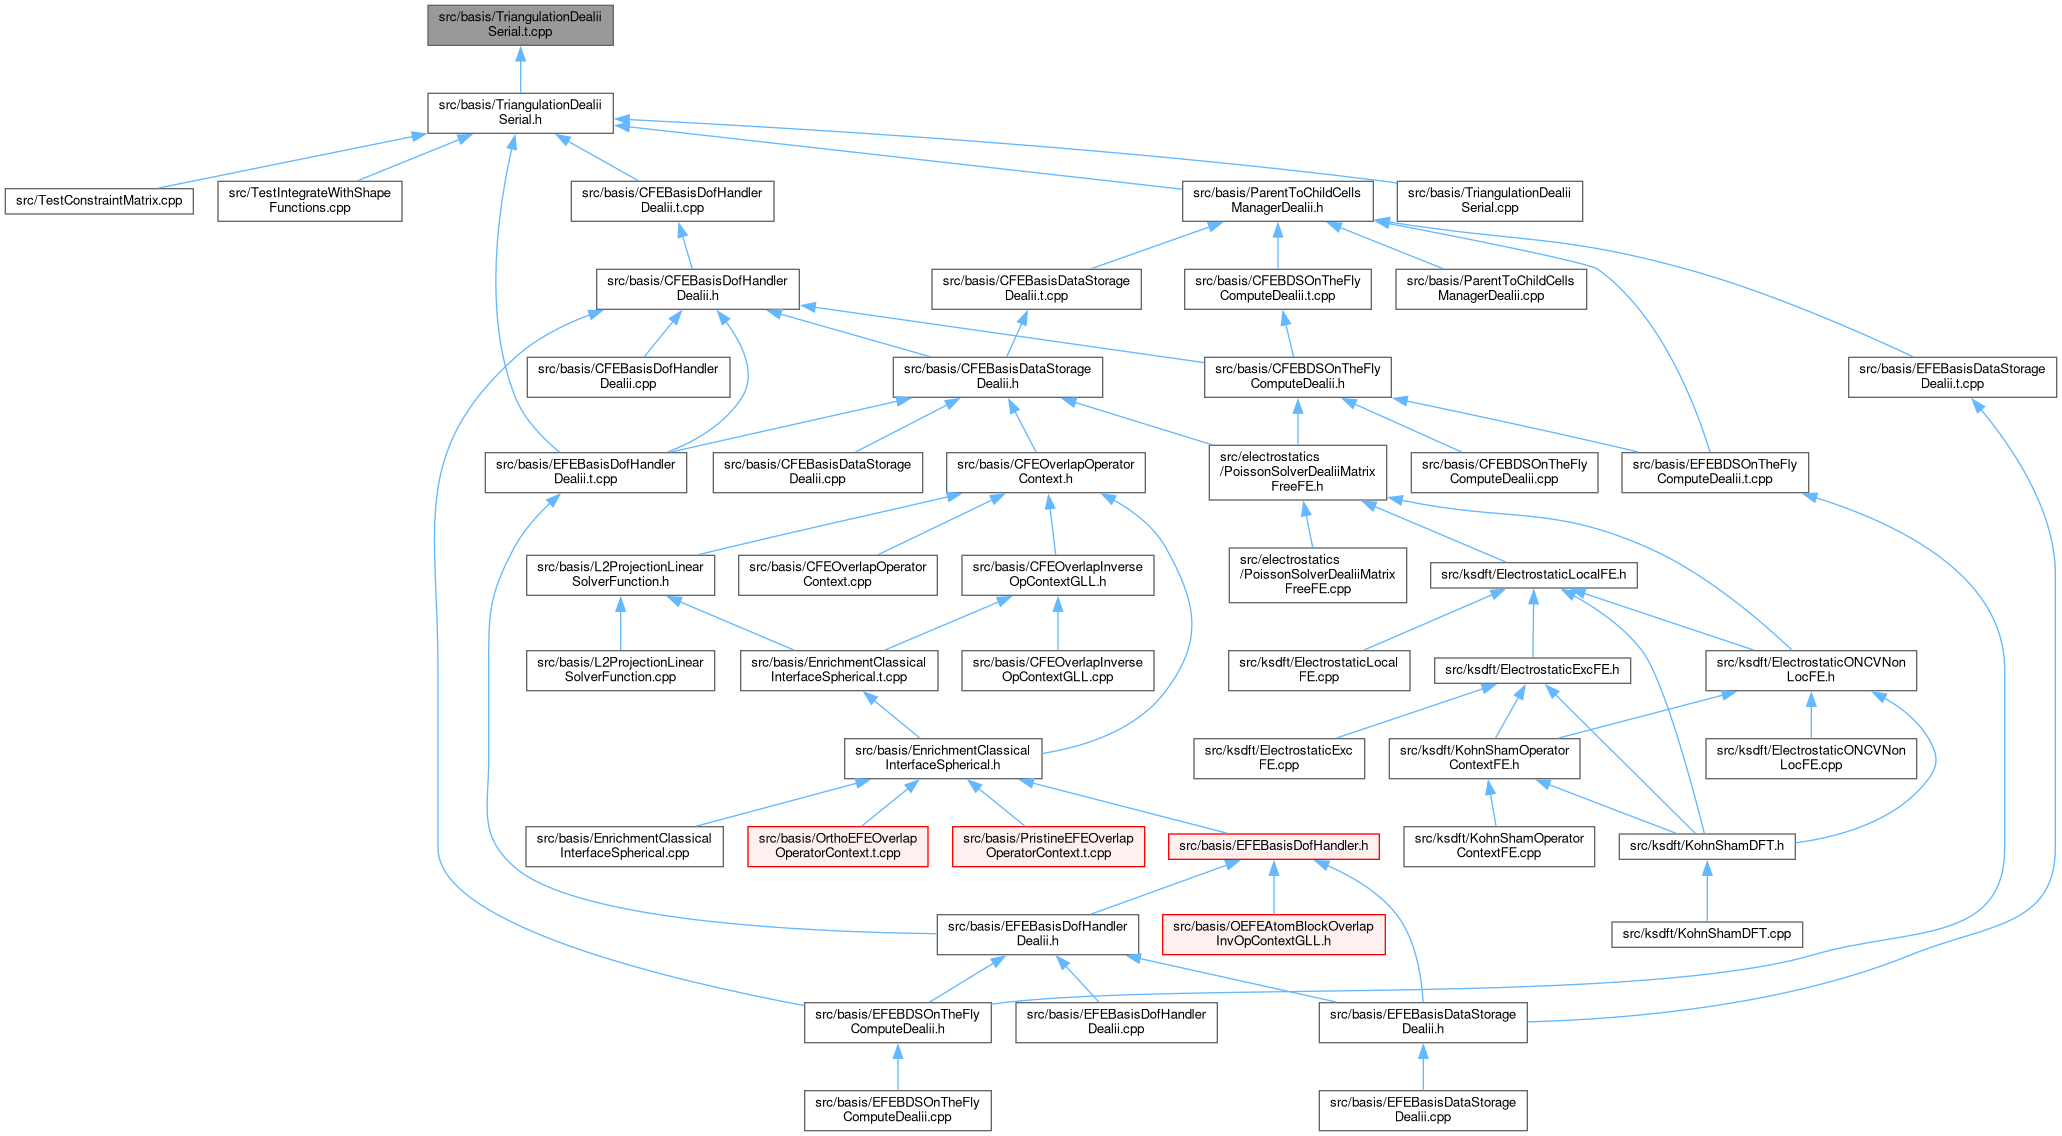 src/basis/TriangulationDealii
Serial.t.cpp
src/basis/TriangulationDealii
Serial.h
src/TestConstraintMatrix.cpp
src/TestIntegrateWithShape
Functions.cpp
src/basis/CFEBasisDofHandler
Dealii.t.cpp
src/basis/ParentToChildCells
ManagerDealii.h
src/basis/TriangulationDealii
Serial.cpp
src/basis/CFEBasisDofHandler
Dealii.h
src/basis/CFEBasisDataStorage
Dealii.t.cpp
src/basis/CFEBDSOnTheFly
ComputeDealii.t.cpp
src/basis/ParentToChildCells
ManagerDealii.cpp
src/basis/CFEBasisDofHandler
Dealii.cpp
src/basis/CFEBasisDataStorage
Dealii.h
src/basis/CFEBDSOnTheFly
ComputeDealii.h
src/basis/EFEBasisDataStorage
Dealii.t.cpp
src/basis/EFEBasisDofHandler
Dealii.t.cpp
src/basis/CFEBasisDataStorage
Dealii.cpp
src/basis/CFEOverlapOperator
Context.h
src/electrostatics
/PoissonSolverDealiiMatrix
FreeFE.h
src/basis/CFEBDSOnTheFly
ComputeDealii.cpp
src/basis/EFEBDSOnTheFly
ComputeDealii.t.cpp
src/basis/L2ProjectionLinear
SolverFunction.h
src/basis/CFEOverlapOperator
Context.cpp
src/basis/CFEOverlapInverse
OpContextGLL.h
src/electrostatics
/PoissonSolverDealiiMatrix
FreeFE.cpp
src/ksdft/ElectrostaticLocalFE.h
src/basis/L2ProjectionLinear
SolverFunction.cpp
src/basis/EnrichmentClassical
InterfaceSpherical.t.cpp
src/basis/CFEOverlapInverse
OpContextGLL.cpp
src/ksdft/ElectrostaticLocal
FE.cpp
src/ksdft/ElectrostaticExcFE.h
src/ksdft/ElectrostaticONCVNon
LocFE.h
src/basis/EnrichmentClassical
InterfaceSpherical.h
src/ksdft/ElectrostaticExc
FE.cpp
src/ksdft/KohnShamOperator
ContextFE.h
src/ksdft/ElectrostaticONCVNon
LocFE.cpp
src/basis/EnrichmentClassical
InterfaceSpherical.cpp
src/basis/OrthoEFEOverlap
OperatorContext.t.cpp
src/basis/PristineEFEOverlap
OperatorContext.t.cpp
src/basis/EFEBasisDofHandler.h
src/ksdft/KohnShamOperator
ContextFE.cpp
src/ksdft/KohnShamDFT.h
src/basis/EFEBasisDofHandler
Dealii.h
src/basis/OEFEAtomBlockOverlap
InvOpContextGLL.h
src/ksdft/KohnShamDFT.cpp
src/basis/EFEBDSOnTheFly
ComputeDealii.h
src/basis/EFEBasisDofHandler
Dealii.cpp
src/basis/EFEBasisDataStorage
Dealii.h
src/basis/EFEBDSOnTheFly
ComputeDealii.cpp
src/basis/EFEBasisDataStorage
Dealii.cpp